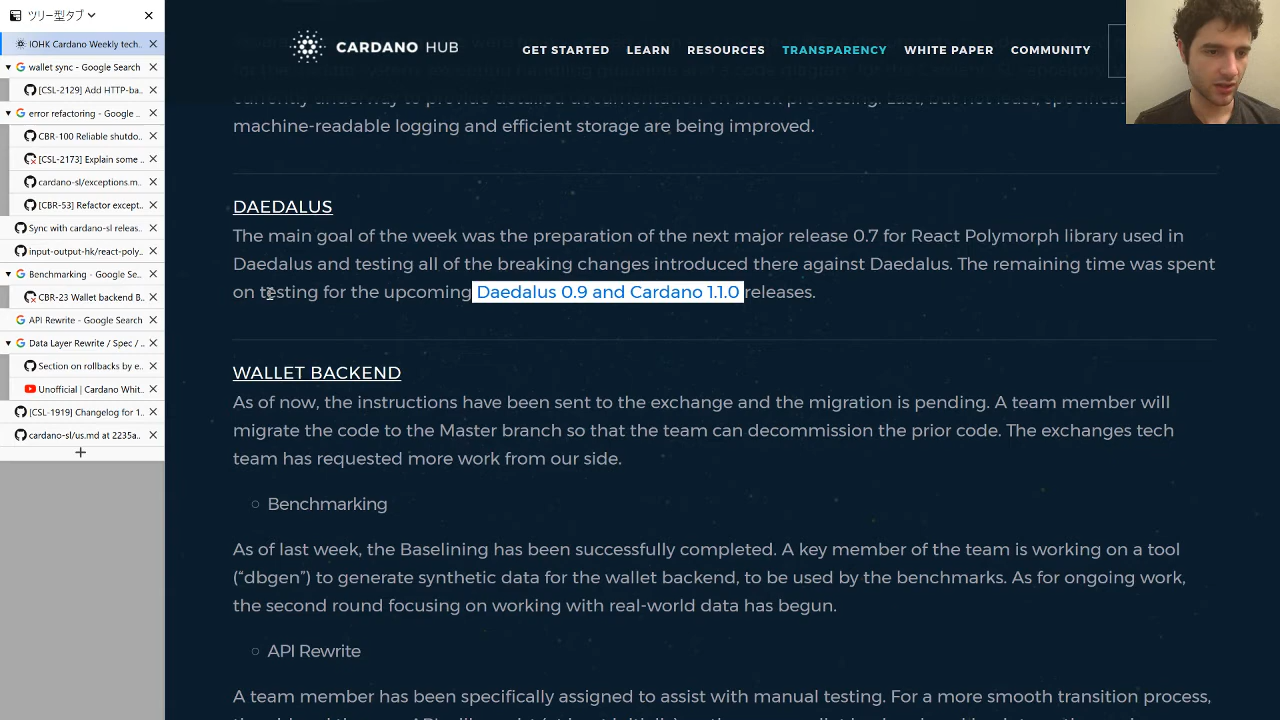 ツリー型タブ
IOHK Cardano Weekly tech..
wallet sync - Google Search
[CSL-2129] Add HTTP-ba..
error refactoring - Google ..
CBR-100 Reliable shutdo..
[CSL-2173] Explain some ..
cardano-sl/exceptions.m..
[CBR-53] Refactor except..
Sync with cardano-sl releas..
input-output-hk/react-poly..
Benchmarking - Google Se..
CBR-23 Wallet backend B..
API Rewrite - Google Search
Data Layer Rewrite / Spec / ..
Section on rollbacks by e..
Unofficial | Cardano Whit..
[CSL-1919] Changelog for 1..
cardano-sl/us.md at 2235a..
CARDANO HUB
GET STARTED LEARN RESOURCES TRANSPARENCY WHITE PAPER COMMUNITY
currently underway to provide detailed documentation on block processing. Last, but not least, specific
machine-readable logging and efficient storage are being improved.
DAEDALUS
The main goal of the week was the preparation of the next major release 0.7 for React Polymorph library used in
Daedalus and testing all of the breaking changes introduced there against Daedalus. The remaining time was spent
on testing for the upcoming Daedalus 0.9 and Cardano 1.1.0 releases.
WALLET BACKEND
As of now, the instructions have been sent to the exchange and the migration is pending. A team member will
migrate the code to the Master branch so that the team can decommission the prior code. The exchanges tech
team has requested more work from our side.
Benchmarking
As of last week, the Baselining has been successfully completed. A key member of the team is working on a tool
(“dbgen”) to generate synthetic data for the wallet backend, to be used by the benchmarks. As for ongoing work,
the second round focusing on working with real-world data has begun.
API Rewrite
A team member has been specifically assigned to assist with manual testing. For a more smooth transition process,